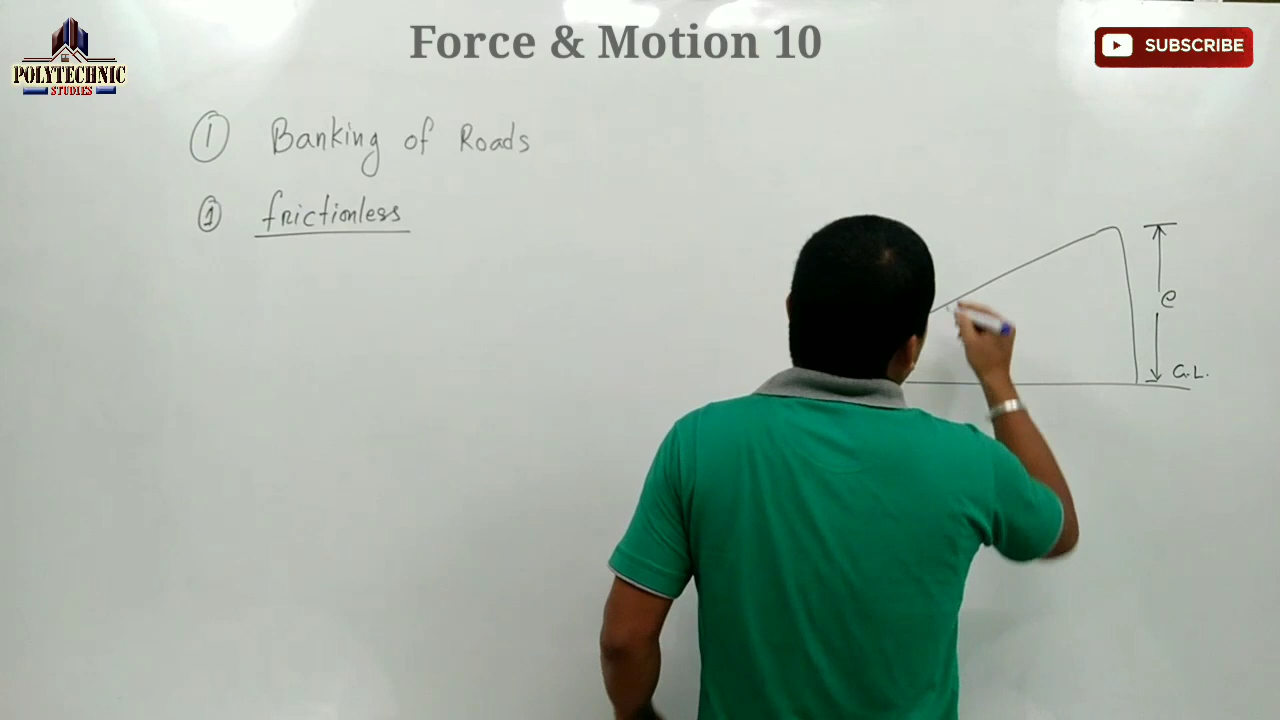 Force & Motion 10
SUBSCRIBE
POLYTECHNIC
STUDIES
① Banking of Roads
① frictionless
e
G.L.